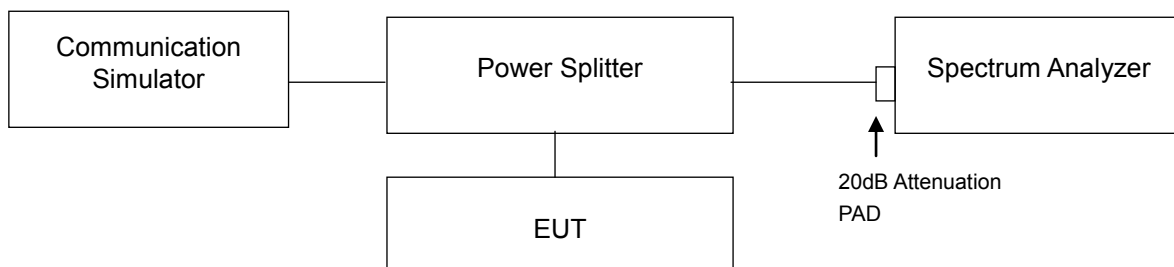 Communication
Simulator
Power Splitter
Spectrum Analyzer
20dB Attenuation
PAD
EUT